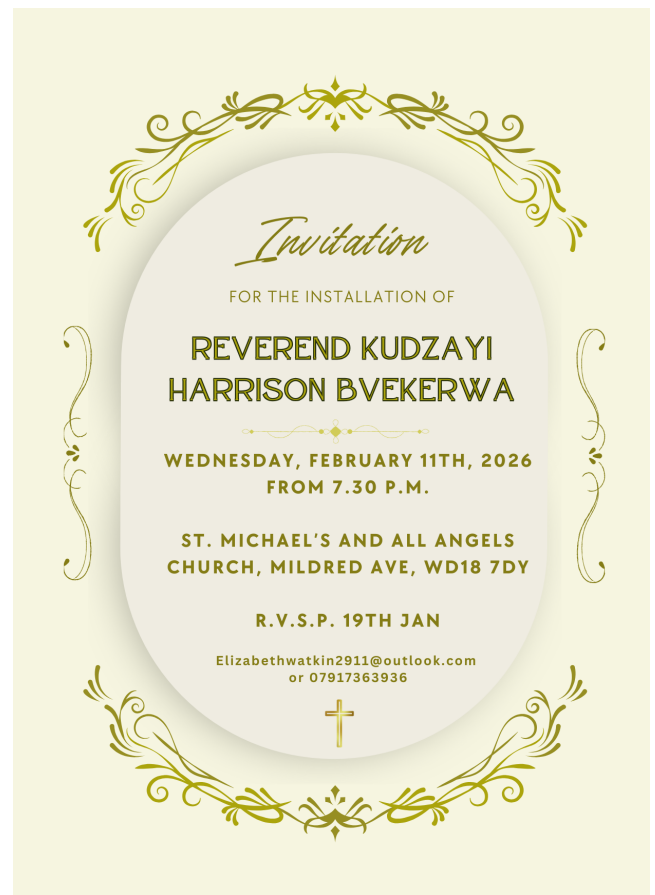 Invitation
FOR THE INSTALLATION OF
REVEREND KUDZAYI
HARRISON BVEKERWA
WEDNESDAY, FEBRUARY 11TH, 2026
FROM 7.30 P.M.
ST. MICHAEL'S AND ALL ANGELS
CHURCH, MILDRED AVE, WD18 7DY
R.V.S.P. 19TH JAN
Elizabethwatkin2911@outlook.com
or 07917363936